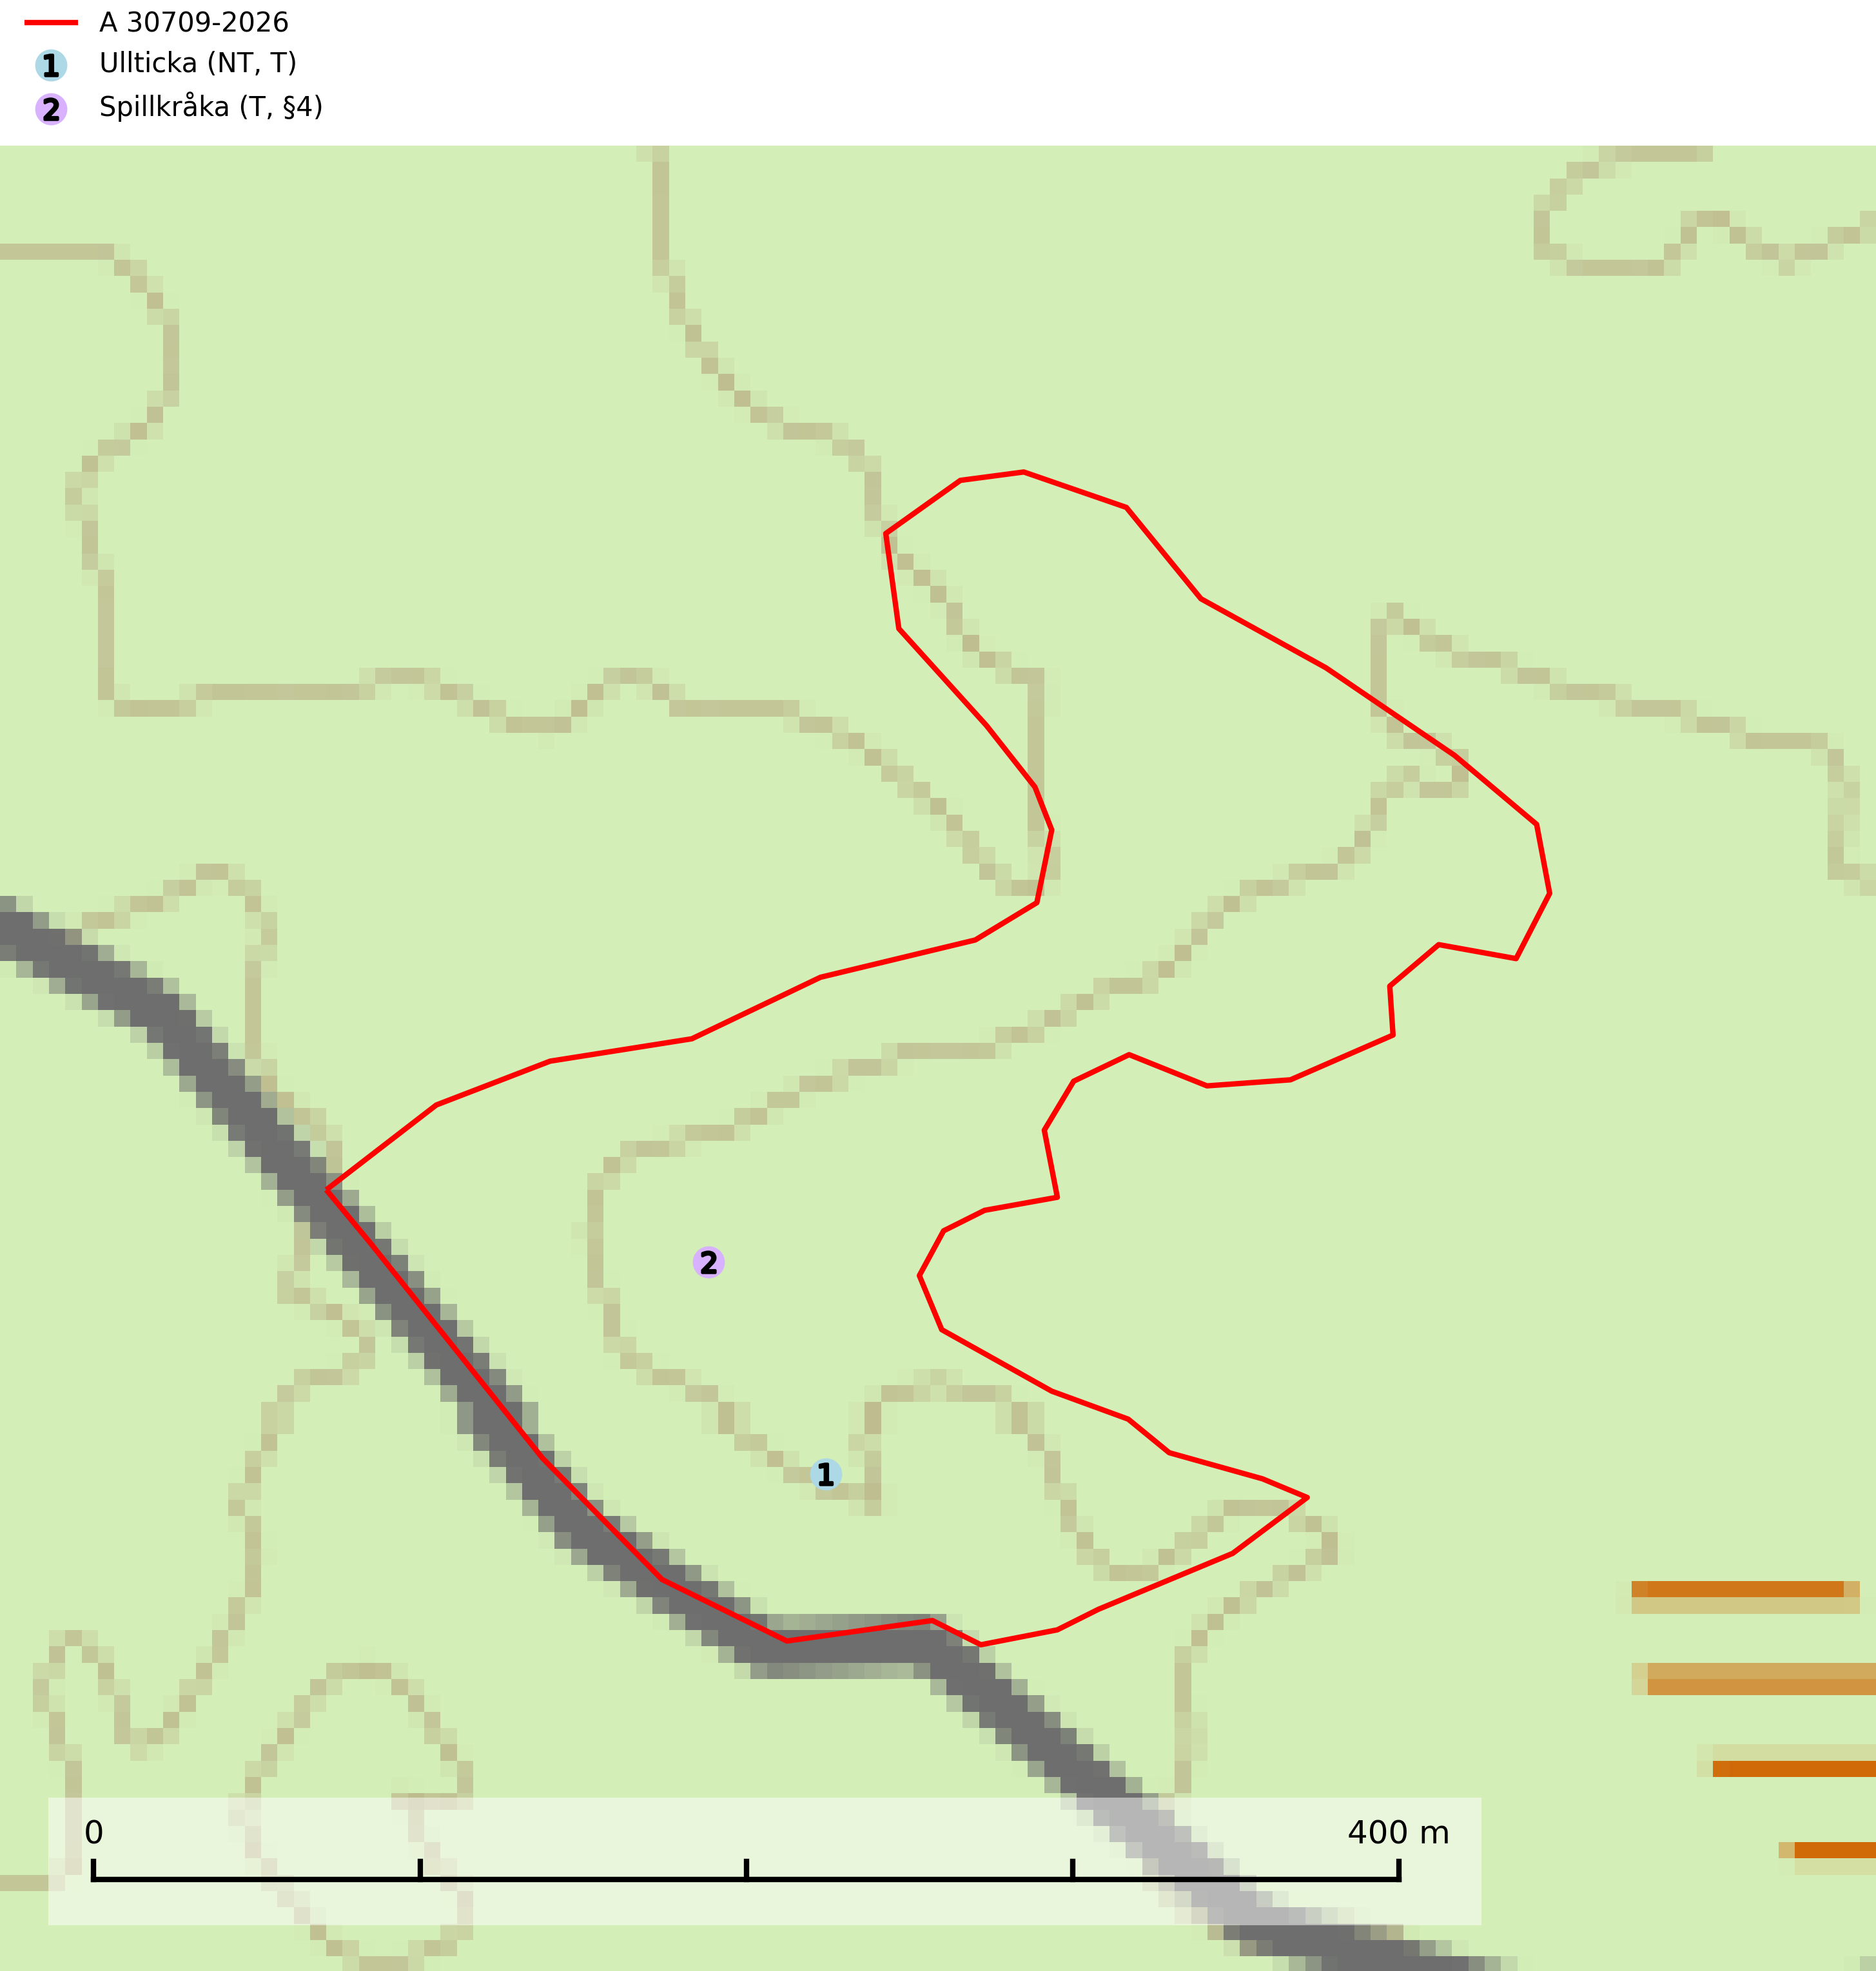 A 30709-2026
1 Ullticka (NT, T)
2 Spillkråka (T, §4)
2
1
0 400 m